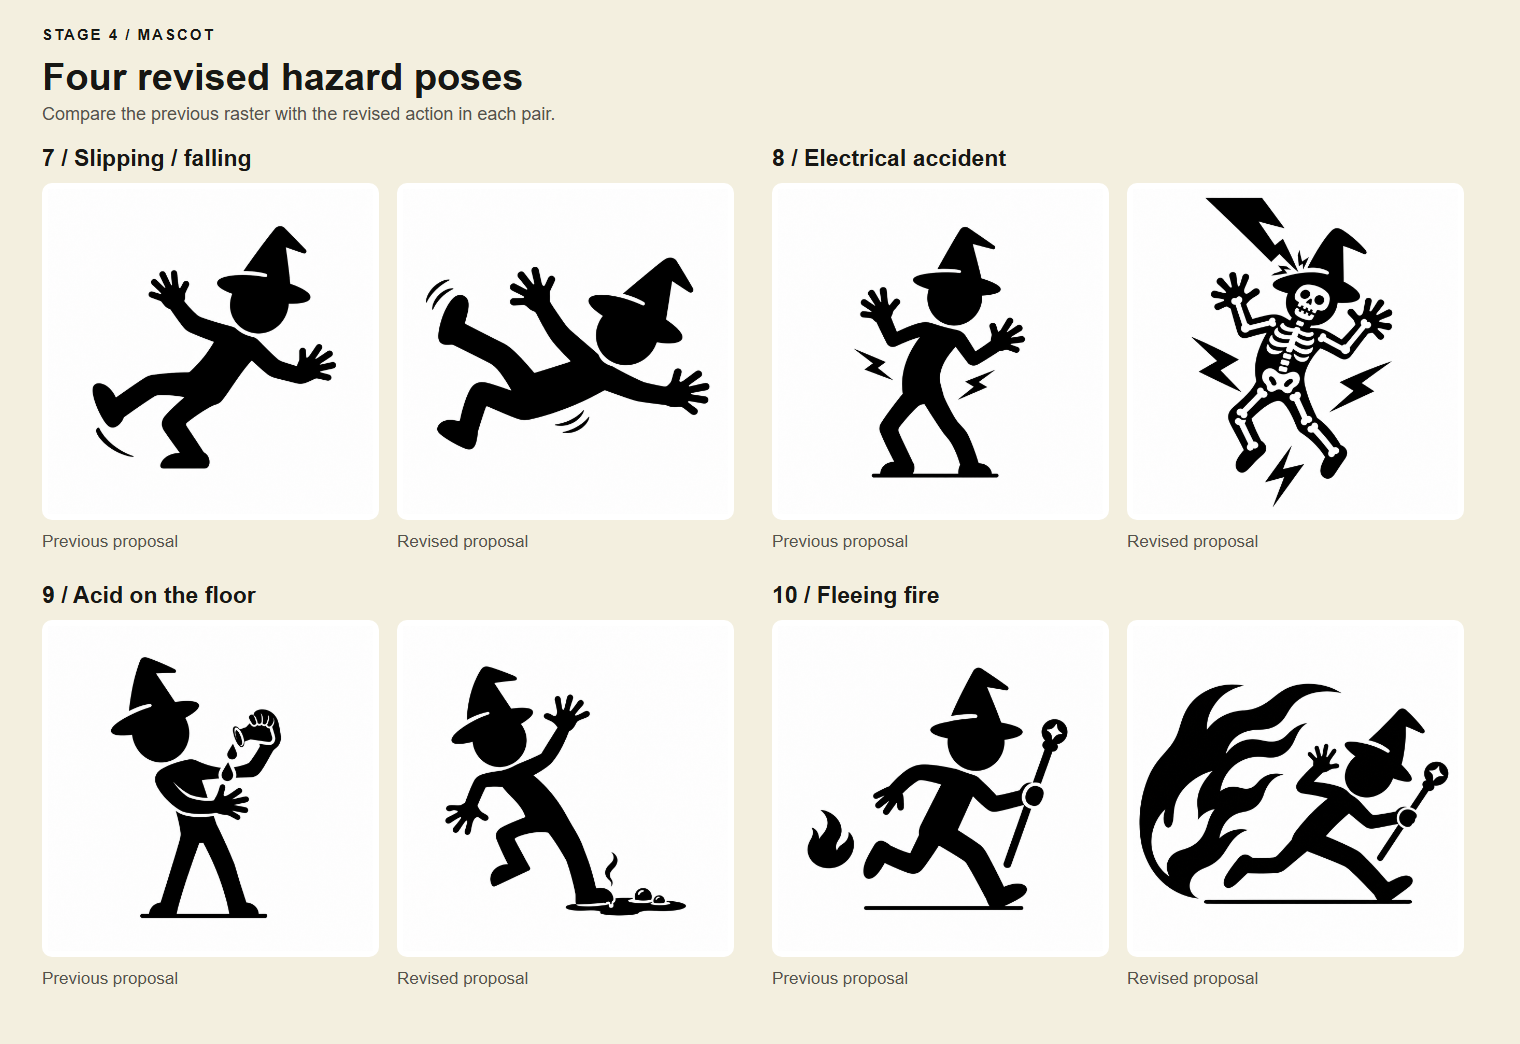 STAGE 4 / MASCOT
Four revised hazard poses
Compare the previous raster with the revised action in each pair.
7 / Slipping / falling
8 / Electrical accident
Previous proposal
Revised proposal
Previous proposal
Revised proposal
9 / Acid on the floor
10 / Fleeing fire
Previous proposal
Revised proposal
Previous proposal
Revised proposal